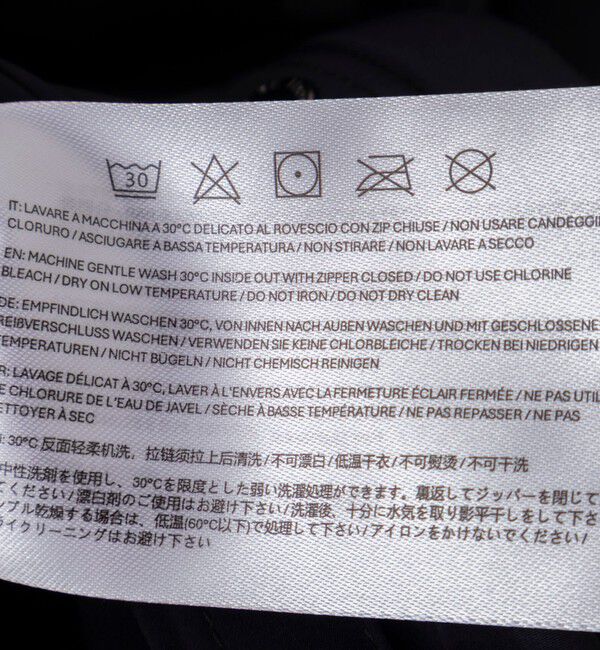 30
IT: LAVARE A MACCHINA A 30°C DELICATO AL ROVESCIO CON ZIP CHIUSE / NON USARE CANDEGGI
CLORURO / ASCIUGARE A BASSA TEMPERATURA / NON STIRARE / NON LAVARE A SECCO
EN: MACHINE GENTLE WASH 30°C INSIDE OUT WITH ZIPPER CLOSED / DO NOT USE CHLORINE
BLEACH / DRY ON LOW TEMPERATURE / DO NOT IRON / DO NOT DRY CLEAN
DE: EMPFINDLICH WASCHEN 30°C, VON INNEN NACH AUßEN WASCHEN UND MIT GESCHLOSSENE
REIßVERSCHLUSS WASCHEN / VERWENDEN SIE KEINE CHLORBLEICHE / TROCKEN BEI NIEDRIGEN
TEMPERATUREN / NICHT BÜGELN / NICHT CHEMISCH REINIGEN
R: LAVAGE DÉLICAT À 30°C, LAVER À L'ENVERS AVEC LA FERMETURE ÉCLAIR FERMÉE / NE PAS UTIL
E CHLORURE DE L'EAU DE JAVEL / SÈCHE À BASSE TEMPÉRATURE / NE PAS REPASSER / NE PAS
ETTOYER À SEC
: 30°C 反面轻柔机洗，拉链须拉上后清洗/不可漂白/低温干衣/不可熨烫/不可干洗
中性洗剤を使用し、30℃を限度とした弱い洗濯処理ができます。裏返してジッパーを閉じて
てください/漂白剤のご使用はお避け下さい/洗濯後、十分に水気を取り影平干しをして下さ
ンブル乾燥する場合は、低温(60℃以下)で処理して下さい/アイロンをかけないでください/
ライクリーニングはお避け下さい